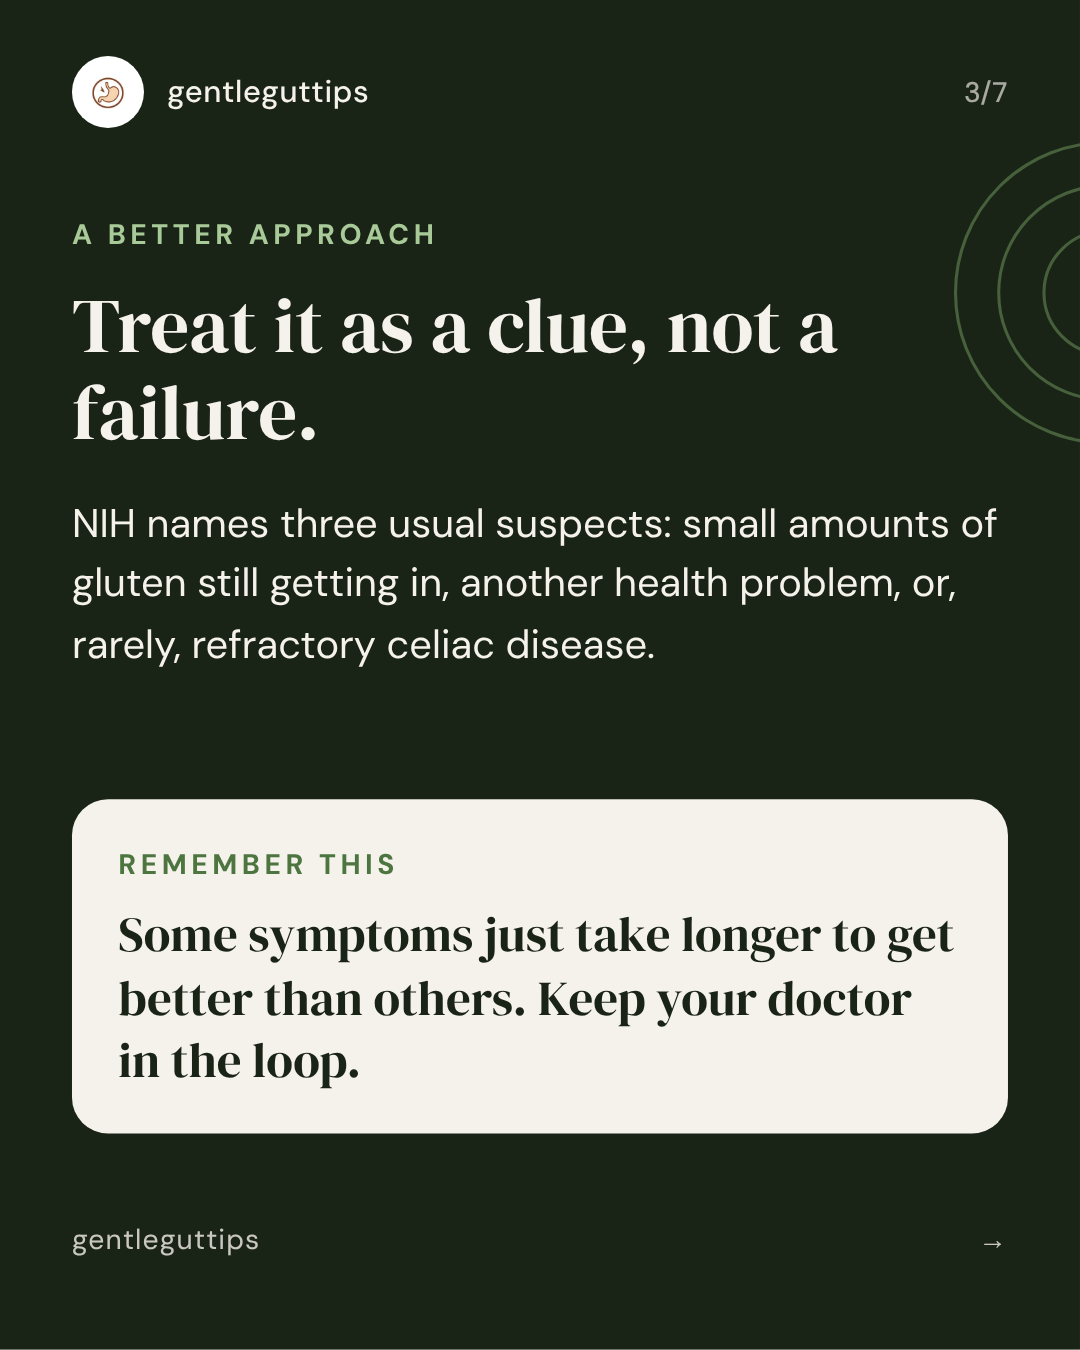 gentleguttips
3/7
A BETTER APPROACH
Treat it as a clue, not a
failure.
NIH names three usual suspects: small amounts of
gluten still getting in, another health problem, or,
rarely, refractory celiac disease.
REMEMBER THIS
Some symptoms just take longer to get
better than others. Keep your doctor
in the loop.
gentleguttips
→